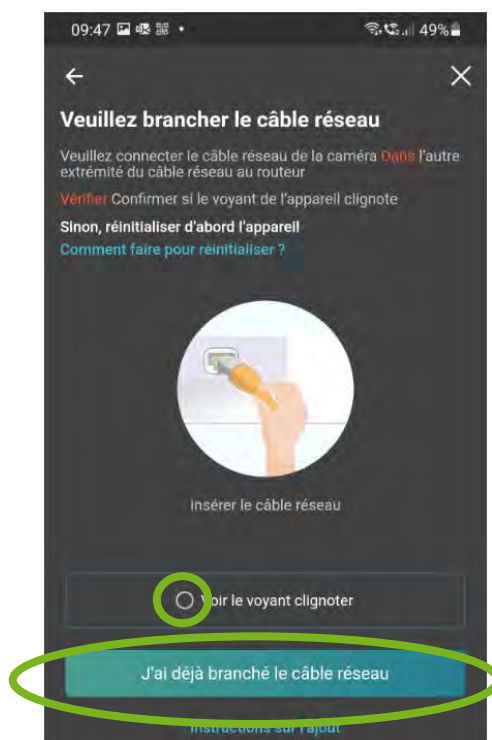 09:47 49%
Veuillez brancher le câble réseau
Veuillez connecter le câble réseau de la caméra Dans l'autre
extrémité du câble réseau au routeur
Vérifier Confirmer si le voyant de l'appareil clignote
Sinon, réinitialiser d'abord l'appareil
Comment faire pour réinitialiser ?
Insérer le câble réseau
Voir le voyant clignoter
J'ai déjà branché le câble réseau
Instructions sur l'ajout